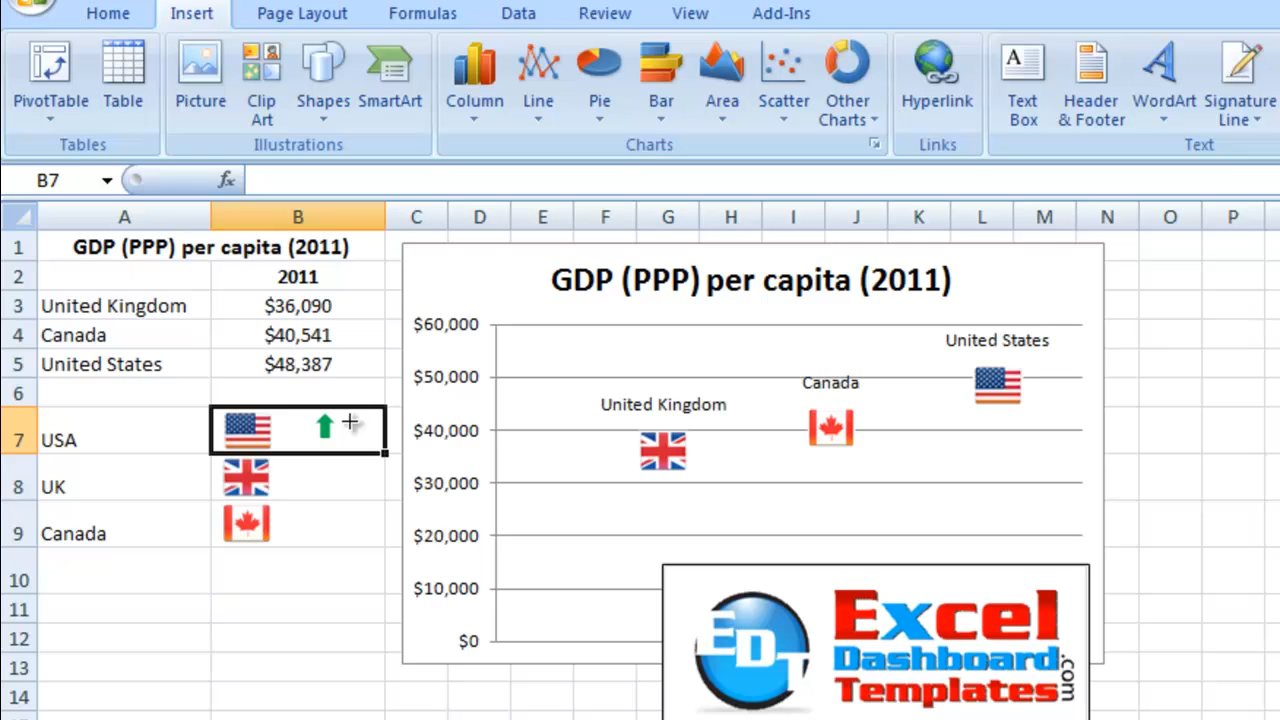 Home Insert Page Layout Formulas Data Review View Add-Ins
PivotTable Table Picture Clip Art Shapes SmartArt Column Line Pie Bar Area Scatter Other Charts Hyperlink Text Box Header & Footer WordArt Signature Line
Tables Illustrations Charts Links Text
B7 fx
A B C D E F G H I J K L M N O P
1 GDP (PPP) per capita (2011)
2 2011
3 United Kingdom $36,090
4 Canada $40,541
5 United States $48,387
6
7 USA
8 UK
9 Canada
10
11
12
13
14
GDP (PPP) per capita (2011)
$60,000
$50,000
$40,000
$30,000
$20,000
$10,000
$0
United States
Canada
United Kingdom
EDT
Excel
Dashboard
Templates
.com